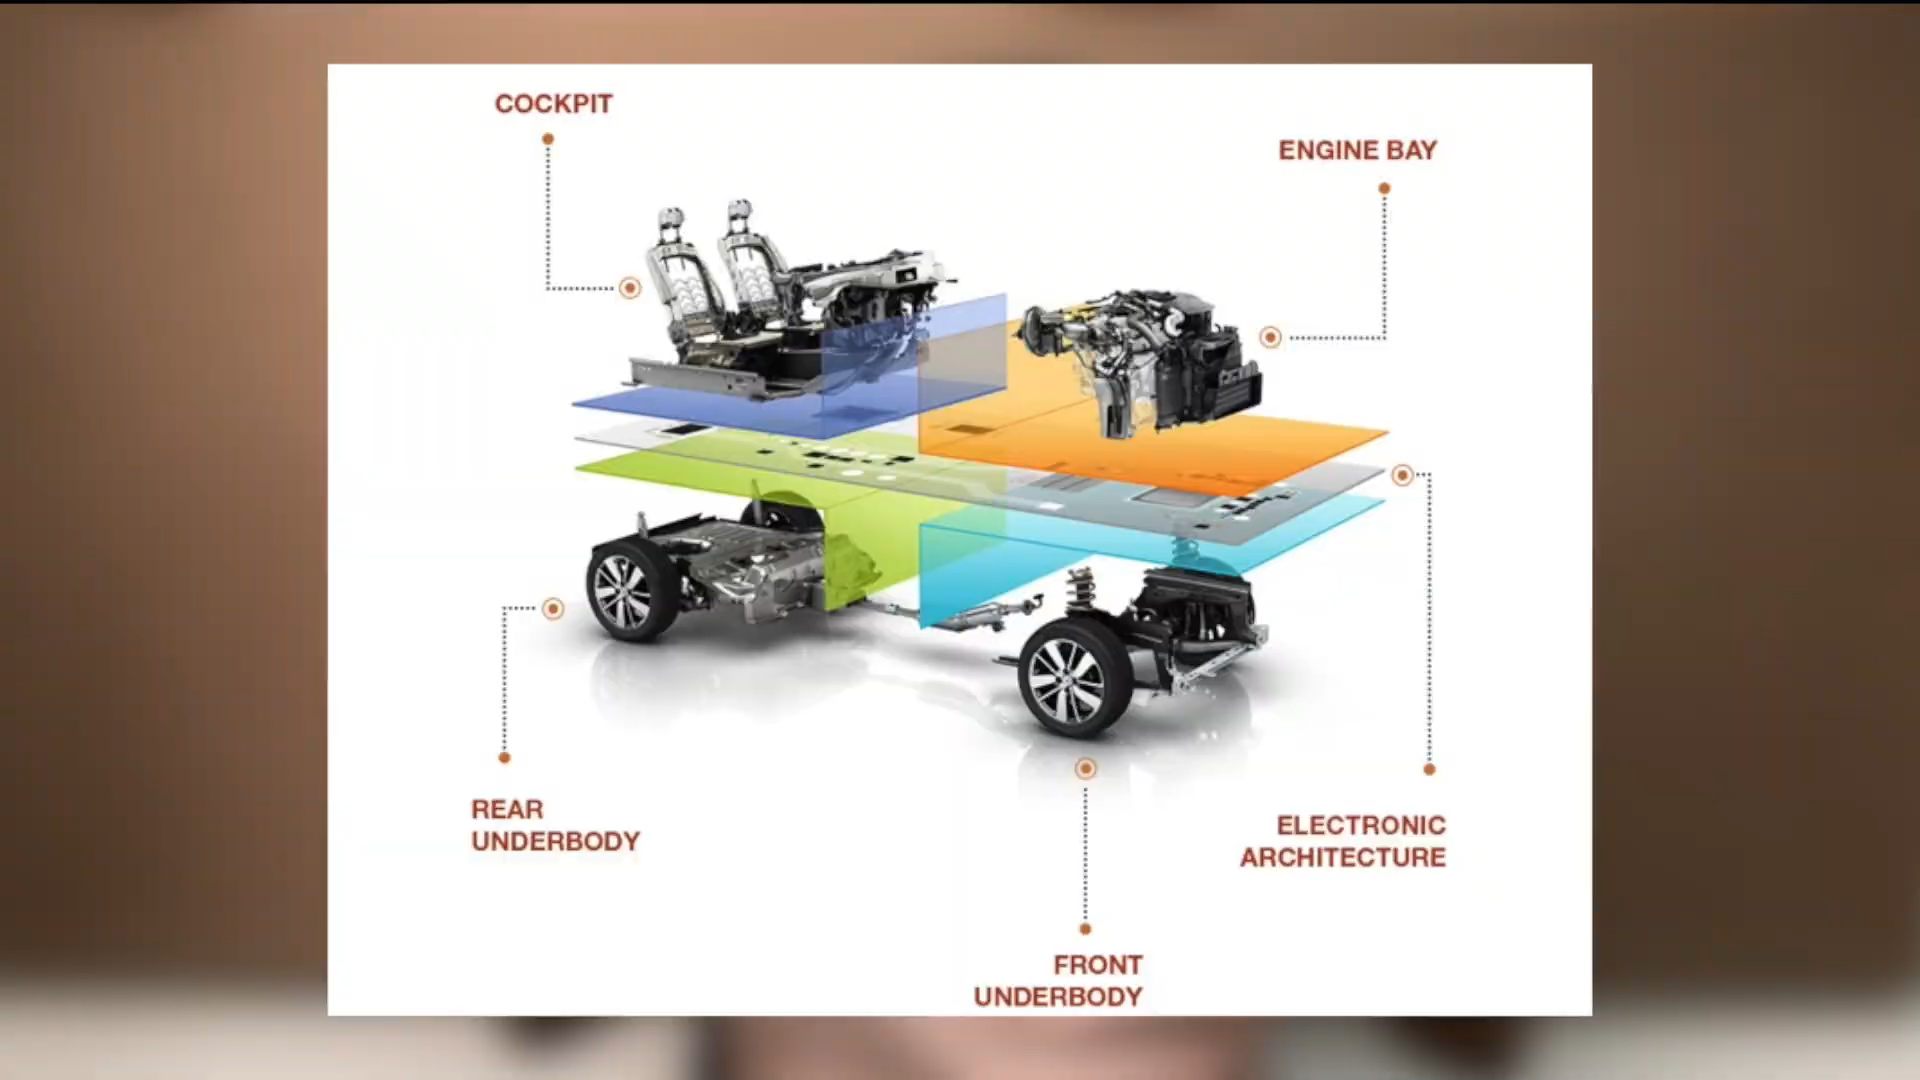 COCKPIT
ENGINE BAY
REAR
UNDERBODY
ELECTRONIC
ARCHITECTURE
FRONT
UNDERBODY